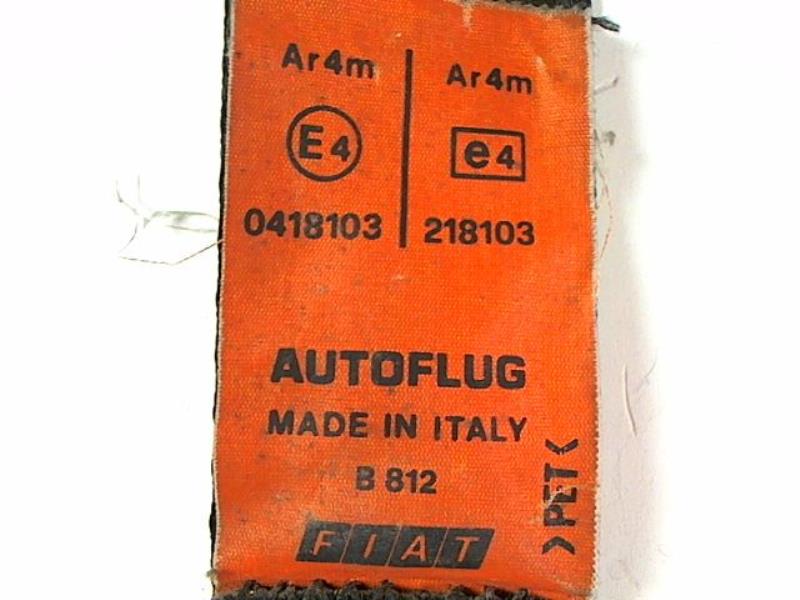 Ar4m
E4
0418103
Ar4m
e4
218103
AUTOFLUG
MADE IN ITALY
B 812
FIAT
>PET<